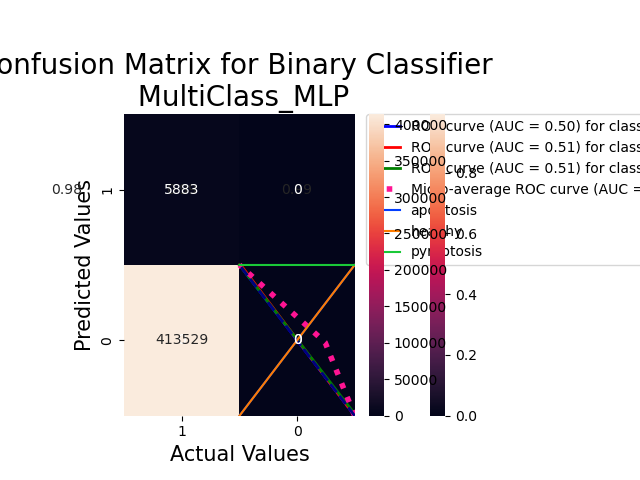 onfusion Matrix for Binary Classifier
MultiClass_MLP
ROC curve (AUC = 0.50) for class
ROC curve (AUC = 0.51) for class
ROC curve (AUC = 0.51) for class
Micro-average ROC curve (AUC =
apoptosis
healthy
pyroptosis
400000
350000
300000
250000
200000
150000
100000
50000
0
0.8
0.6
0.4
0.2
0.0
0.98
1
5883
0
0
413529
0
1
0
Predicted Values
Actual Values